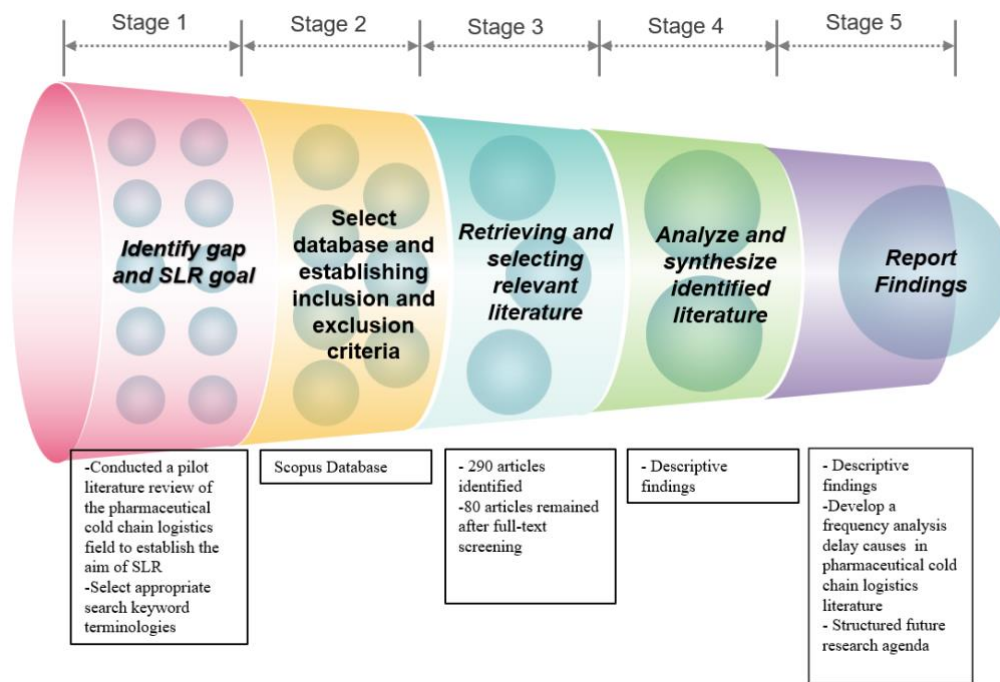 Stage 1
Stage 2
Stage 3
Stage 4
Stage 5
Identify gap
and SLR goal
Select
database and
establishing
inclusion and
exclusion
criteria
Retrieving and
selecting
relevant
literature
Analyze and
synthesize
identified
literature
Report
Findings
-Conducted a pilot
literature review of
the pharmaceutical
cold chain logistics
field to establish the
aim of SLR
-Select appropriate
search keyword
terminologies
Scopus Database
- 290 articles
identified
-80 articles remained
after full-text
screening
- Descriptive
findings
- Descriptive
findings
-Develop a
frequency analysis
delay causes in
pharmaceutical cold
chain logistics
literature
- Structured future
research agenda